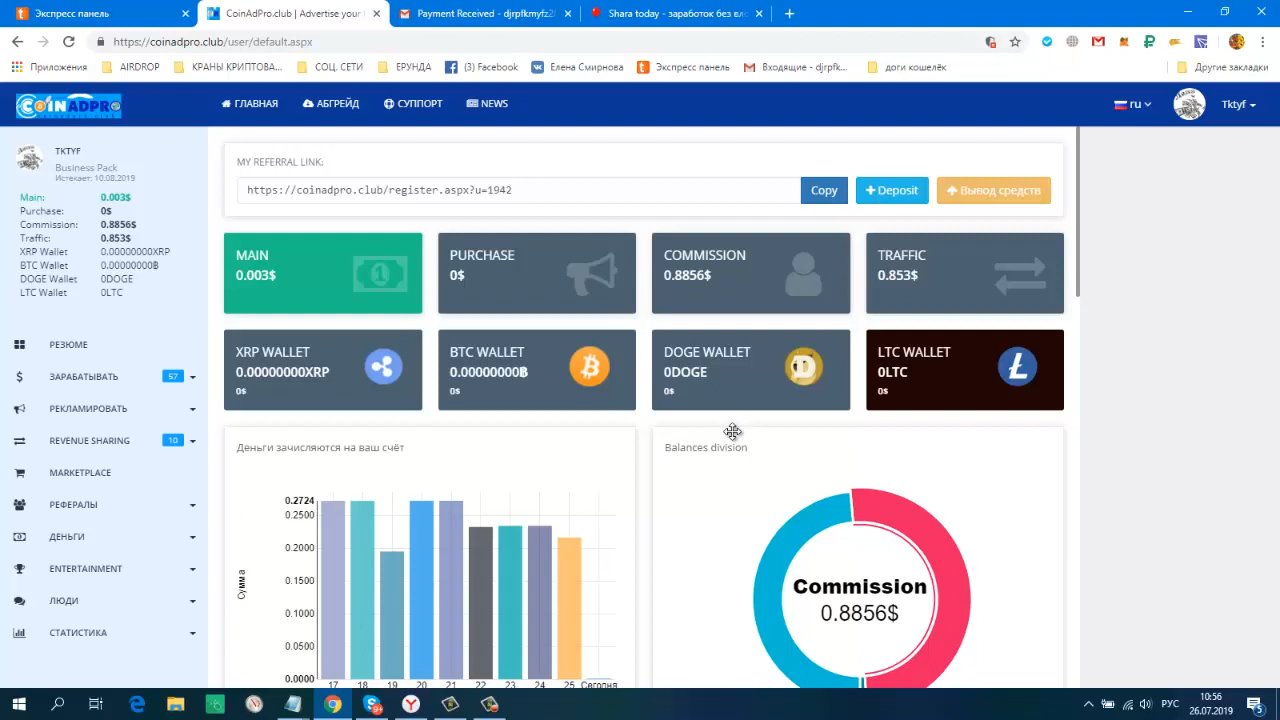 Экспресс панель
CoinAdPro.club | Advertise your
Payment Received - djrpfkmyfz2
Shara today - заработок без вло
https://coinadpro.club/user/default.aspx
Приложения
AIRDROP
КРАНЫ КРИПТОВА...
СОЦ. СЕТИ
ЕРУНДА
(3) Facebook
Елена Смирнова
Экспресс панель
Входящие - djrpfk...
доги кошелёк
Другие закладки
COINADPRO
ГЛАВНАЯ
АБГРЕЙД
СУППОРТ
NEWS
ru
Tktyf
TKTYF
Business Pack
Истекает: 10.08.2019
Main: 0.003$
Purchase: 0$
Commission: 0.8856$
Traffic: 0.853$
XRP Wallet 0.00000000XRP
BTC Wallet 0.00000000฿
DOGE Wallet 0DOGE
LTC Wallet 0LTC
РЕЗЮМЕ
ЗАРАБАТЫВАТЬ 57
РЕКЛАМИРОВАТЬ
REVENUE SHARING 10
MARKETPLACE
РЕФЕРАЛЫ
ДЕНЬГИ
ENTERTAINMENT
ЛЮДИ
СТАТИСТИКА
MY REFERRAL LINK:
https://coinadpro.club/register.aspx?u=1942
Copy
Deposit
Вывод средств
MAIN
0.003$
PURCHASE
0$
COMMISSION
0.8856$
TRAFFIC
0.853$
XRP WALLET
0.00000000XRP
0$
BTC WALLET
0.00000000฿
0$
DOGE WALLET
0DOGE
0$
LTC WALLET
0LTC
0$
Деньги зачисляются на ваш счёт
0.2724
0.2500
0.2000
0.1500
0.1000
0.0500
0.0000
Сумма
17 18 19 20 21 22 23 24 25 Сегодня
Balances division
Commission
0.8856$
РУС
10:56
26.07.2019
5